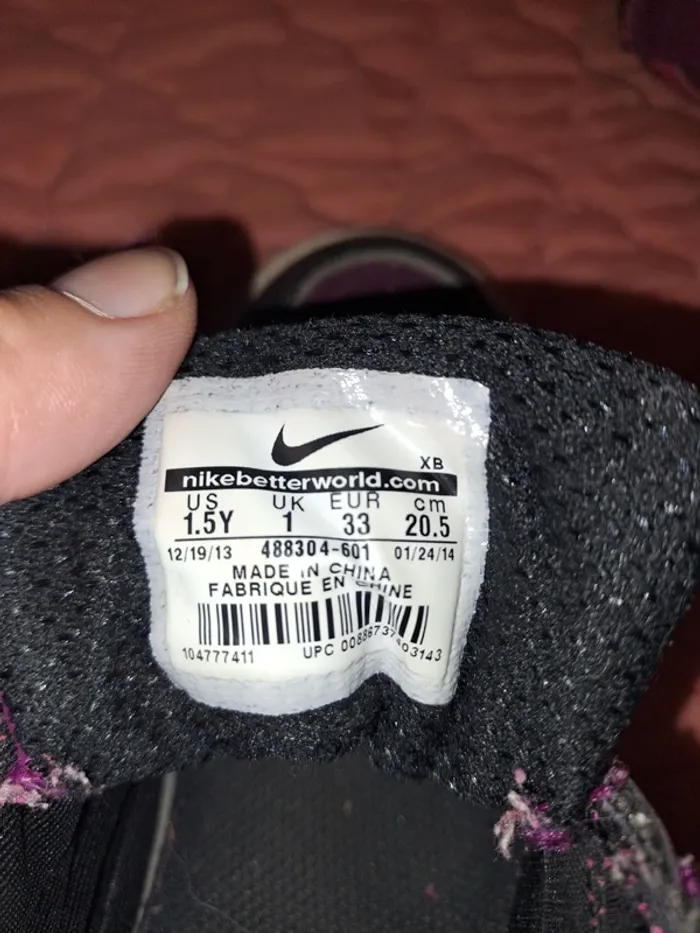 XB
nikebetterworld.com
US UK EUR cm
1.5Y 1 33 20.5
12/19/13 488304-601 01/24/14
MADE IN CHINA
FABRIQUE EN CHINE
104777411 UPC 00886737403143